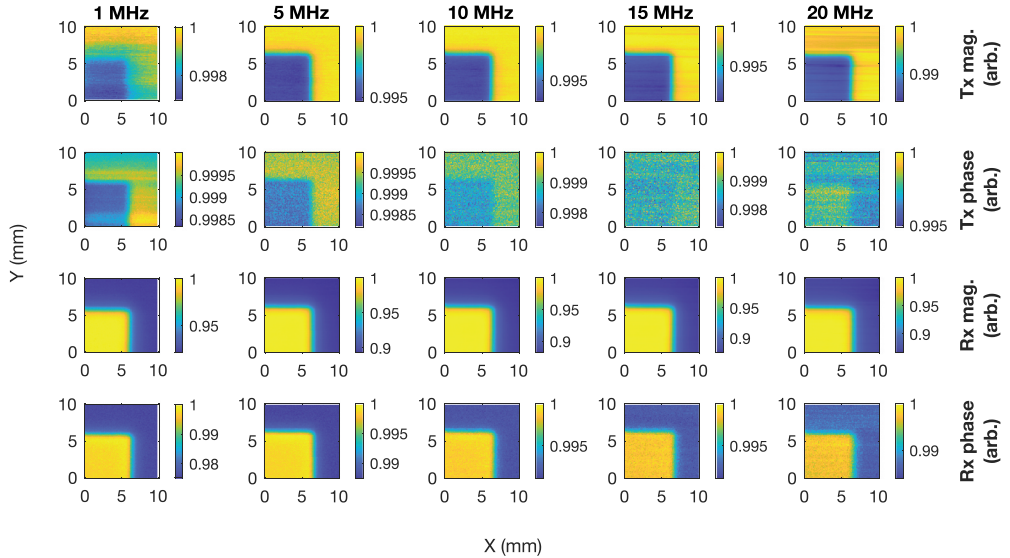 1 MHz 5 MHz 10 MHz 15 MHz 20 MHz
10 1 10 1 10 1 10 1 10 1
5 0.998 5 5 0.995 5 0.995 5 0.99
0 0 0.995 0 0 0
0 5 10 0 5 10 0 5 10 0 5 10 0 5 10
Tx mag.
(arb.)
10 10 1 10 1 10 1 10 1
5 0.9995 5 0.9995 5 0.999 5 0.999 5
0.999 0.999
0 0.9985 0 0.9985 0 0.998 0 0.998 0 0.995
0 5 10 0 5 10 0 5 10 0 5 10 0 5 10
Tx phase
(arb.)
Y (mm)
10 1 10 1 10 1 10 1 10 1
5 0.95 5 0.95 5 0.95 5 0.95 5 0.95
0 0 0.9 0 0.9 0 0.9 0 0.9
0 5 10 0 5 10 0 5 10 0 5 10 0 5 10
Rx mag.
(arb.)
10 1 10 1 10 1 10 1 10 1
5 0.99 5 0.995 5 0.995 5 0.995 5 0.99
0 0.98 0 0.99 0 0 0
0 5 10 0 5 10 0 5 10 0 5 10 0 5 10
Rx phase
(arb.)
X (mm)